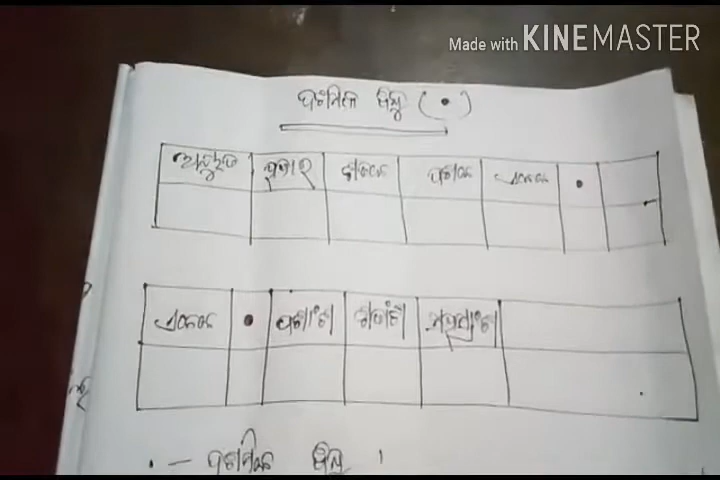 Made with KINEMASTER
ଦଶମିକ ବିନ୍ଦୁ ( • )
ଅଯୁତ ହଜାର ଶତକ ଦଶକ ଏକକ •
ଏକକ • ଦଶାଂଶ ଶତାଂଶ ସହସ୍ରାଂଶ
• — ଦଶମିକ ବିନ୍ଦୁ ।